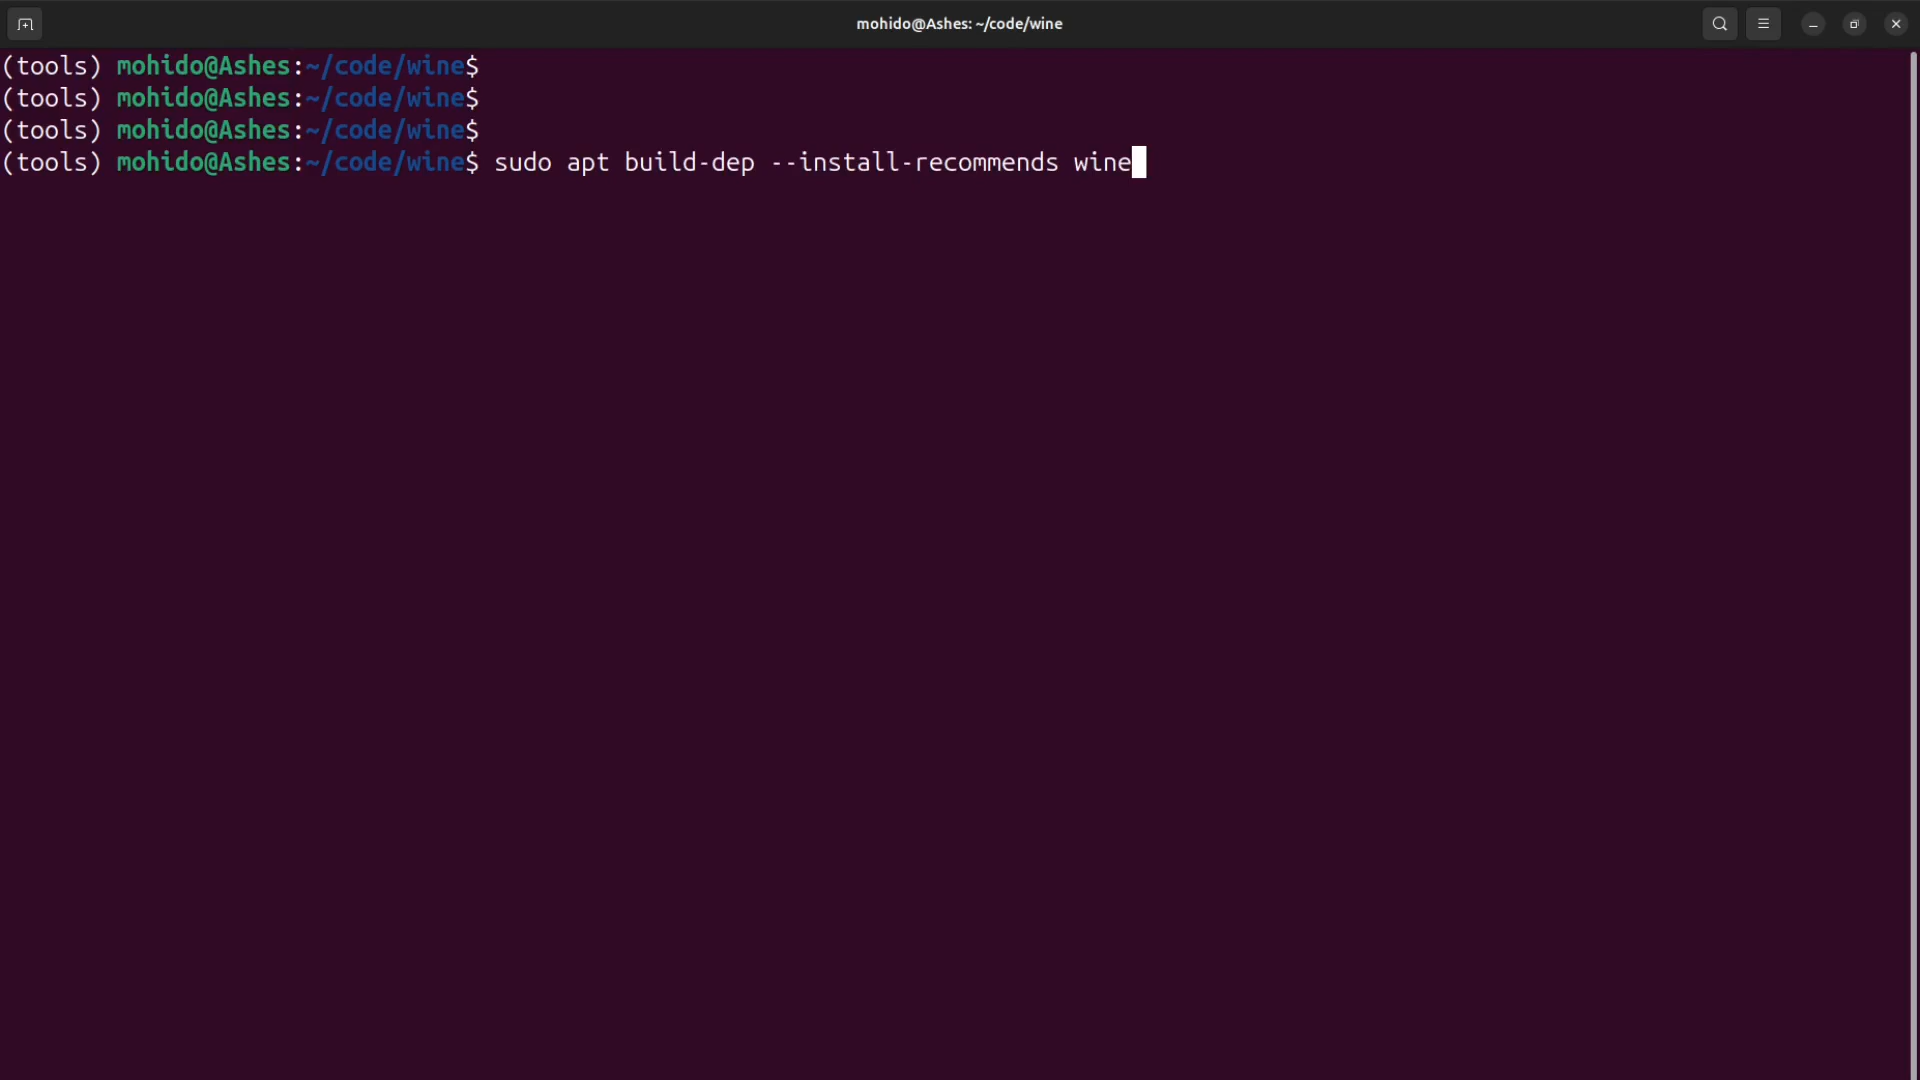 mohido@Ashes: ~/code/wine
(tools) mohido@Ashes:~/code/wine$
(tools) mohido@Ashes:~/code/wine$
(tools) mohido@Ashes:~/code/wine$
(tools) mohido@Ashes:~/code/wine$ sudo apt build-dep --install-recommends wine